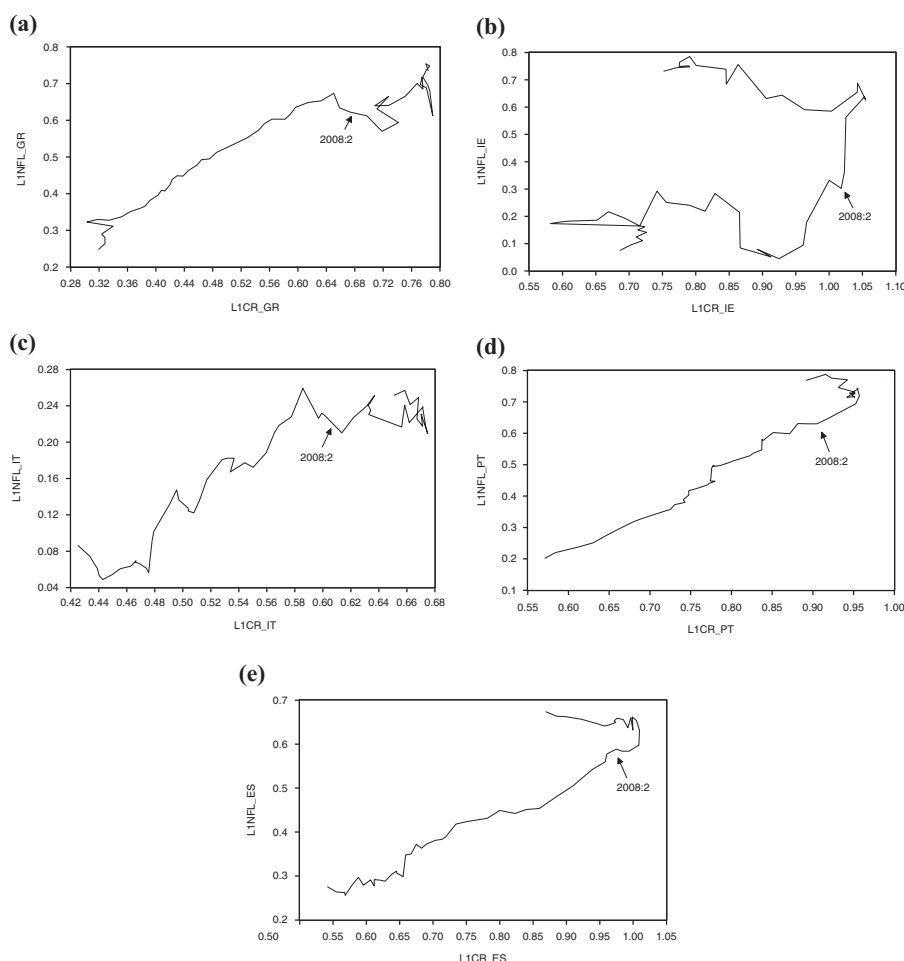 (a)
0.8
0.7
0.6
0.5
0.4
0.3
0.2
L1NFL_GR
2008:2
0.28 0.32 0.36 0.40 0.44 0.48 0.52 0.56 0.60 0.64 0.68 0.72 0.76 0.80
L1CR_GR
(b)
0.8
0.7
0.6
0.5
0.4
0.3
0.2
0.1
0.0
L1NFL_IE
2008:2
0.55 0.60 0.65 0.70 0.75 0.80 0.85 0.90 0.95 1.00 1.05 1.10
L1CR_IE
(c)
0.28
0.24
0.20
0.16
0.12
0.08
0.04
L1NFL_IT
2008:2
0.42 0.44 0.46 0.48 0.50 0.52 0.54 0.56 0.58 0.60 0.62 0.64 0.66 0.68
L1CR_IT
(d)
0.8
0.7
0.6
0.5
0.4
0.3
0.2
0.1
L1NFL_PT
2008:2
0.55 0.60 0.65 0.70 0.75 0.80 0.85 0.90 0.95 1.00
L1CR_PT
(e)
0.7
0.6
0.5
0.4
0.3
0.2
L1NFL_ES
2008:2
0.50 0.55 0.60 0.65 0.70 0.75 0.80 0.85 0.90 0.95 1.00 1.05
L1CR_ES